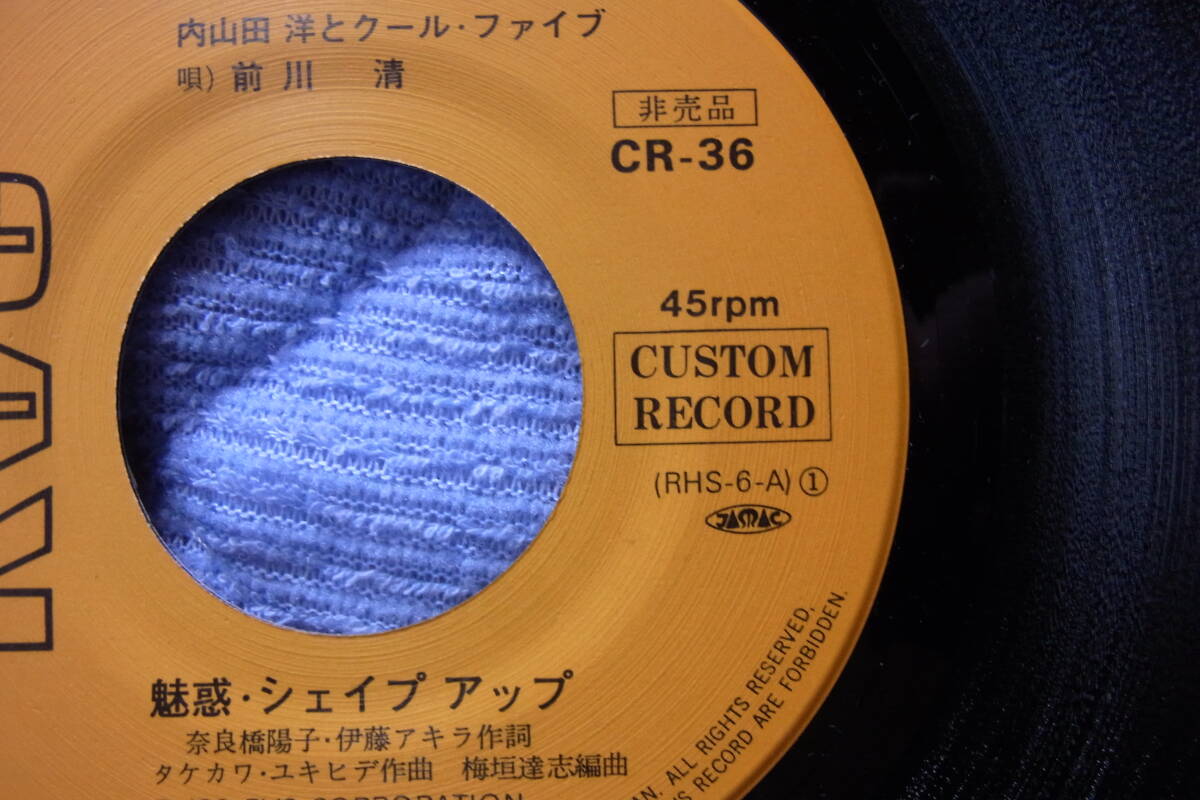 内山田 洋とクール・ファイブ
唄) 前川 清
非売品
CR-36
45rpm
CUSTOM
RECORD
(RHS-6-A) ①
JASRAC
魅惑・シェイプ アップ
奈良橋陽子・伊藤アキラ作詞
タケカワ・ユキヒデ作曲 梅垣達志編曲
CORPORATION
ALL RIGHTS RESERVED,
RECORD ARE FORBIDDEN.